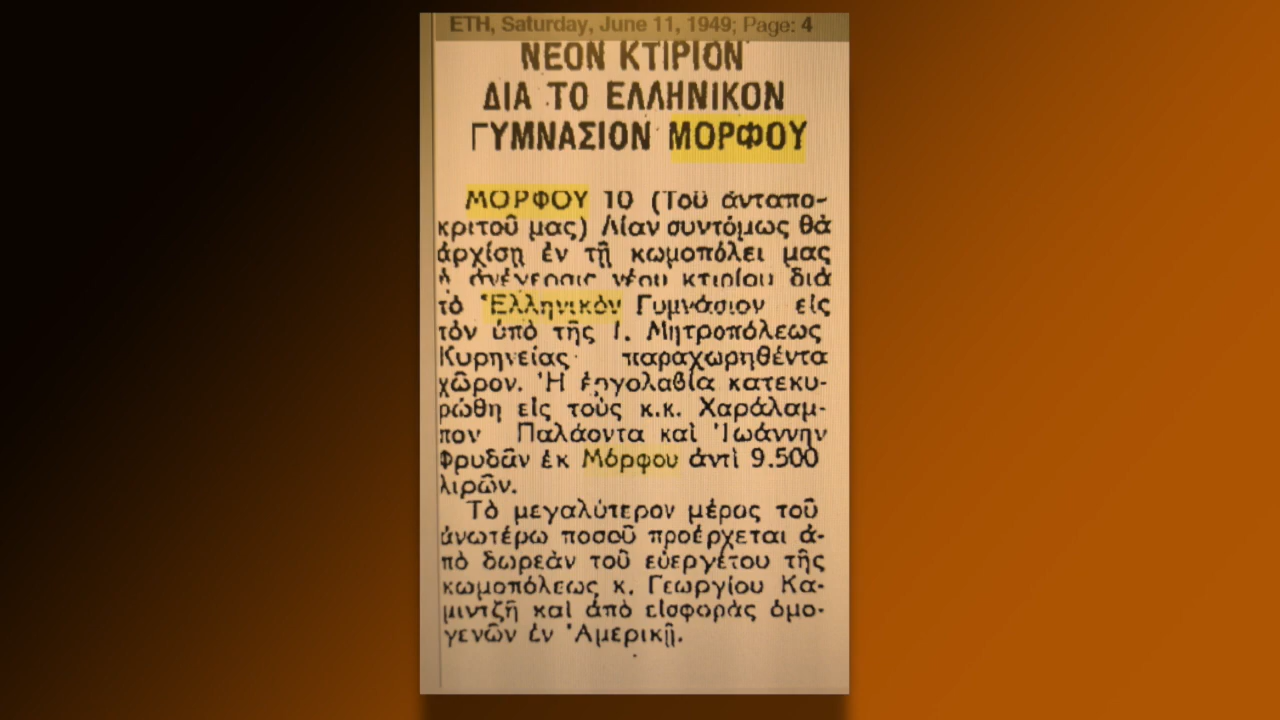 ETH, Saturday, June 11, 1949; Page: 4
ΝΕΟΝ ΚΤΙΡΙΟΝ
ΔΙΑ ΤΟ ΕΛΛΗΝΙΚΟΝ
ΓΥΜΝΑΣΙΟΝ ΜΟΡΦΟΥ
ΜΟΡΦΟΥ 10 (Τοῦ ἀνταπο-
κριτοῦ μας) Λίαν συντόμως θὰ
ἀρχίσῃ ἐν τῇ κωμοπόλει μας
ἡ ἀνέγερσις νέου κτιρίου διὰ
τὸ Ἑλληνικὸν Γυμνάσιον εἰς
τὸν ὑπὸ τῆς Ι. Μητροπόλεως
Κυρηνείας παραχωρηθέντα
χῶρον. Ἡ ἐργολαβία κατεκυ-
ρώθη εἰς τοὺς κ.κ. Χαράλαμ-
πον Παλάοντα καὶ Ἰωάννην
Φρυδᾶν ἐκ Μόρφου ἀντὶ 9.500
λιρῶν.
Τὸ μεγαλύτερον μέρος τοῦ
ἀνωτέρω ποσοῦ προέρχεται ἀ-
πὸ δωρεὰν τοῦ εὐεργέτου τῆς
κωμοπόλεως κ. Γεωργίου Κα-
μιντζῆ καὶ ἀπὸ εἰσφορὰς ὁμο-
γενῶν ἐν Ἀμερικῇ.